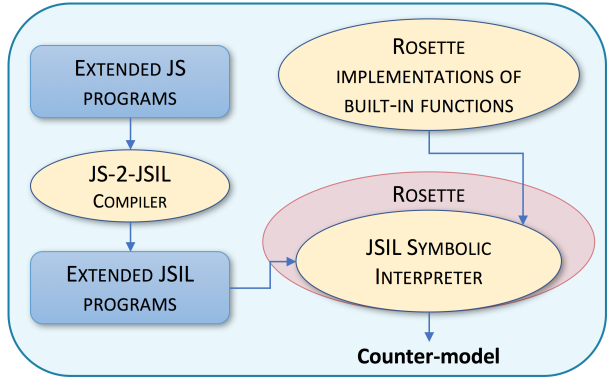 EXTENDED JS
PROGRAMS
ROSETTE
IMPLEMENTATIONS OF
BUILT-IN FUNCTIONS
JS-2-JSIL
COMPILER
ROSETTE
EXTENDED JSIL
PROGRAMS
JSIL SYMBOLIC
INTERPRETER
Counter-model